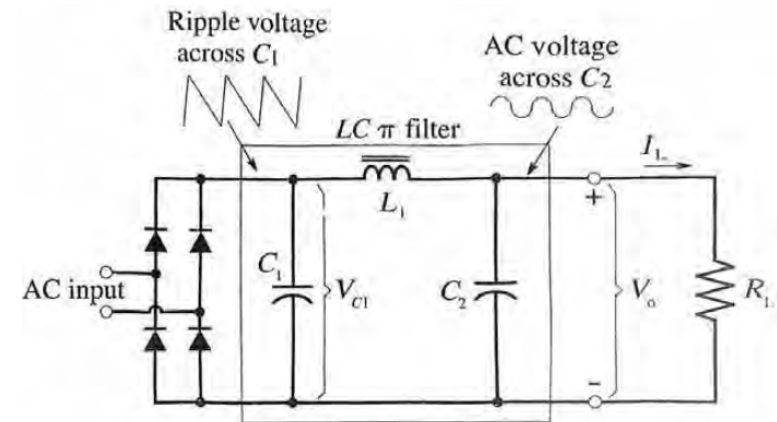 Ripple voltage
across C1
AC voltage
across C2
LC π filter
IL
+
L1
C1
VC1
C2
Vo
RL
AC input
-